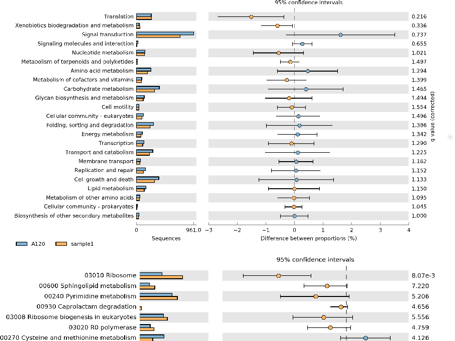 95% confidence intervals
Translation 0.216
Xenobiotics biodegradation and metabolism 0.336
Signal transduction 0.737
Signaling molecules and interaction 0.655
Nucleotide metabolism 1.021
Metabolism of terpenoids and polyketides 1.497
Amino acid metabolism 1.294
Metabolism of cofactors and vitamins 1.399
Carbohydrate metabolism 1.465
Glycan biosynthesis and metabolism 1.494
Cell motility 1.554
Cellular community - eukaryotes 1.496
Folding, sorting and degradation 1.386
Energy metabolism 1.342
Transcription 1.290
Transport and catabolism 1.225
Membrane transport 1.162
Replication and repair 1.152
Cell growth and death 1.133
Lipid metabolism 1.150
Metabolism of other amino acids 1.095
Cellular community - prokaryotes 1.045
Biosynthesis of other secondary metabolites 1.000
q value (corrected)
0 961.0 −3 −2 −1 0 1 2 3 4
Sequences Difference between proportions (%)
A120 sample1
95% confidence intervals
03010 Ribosome 8.07e-3
00600 Sphingolipid metabolism 7.220
00240 Pyrimidine metabolism 5.206
00930 Caprolactam degradation 4.656
03008 Ribosome biogenesis in eukaryotes 5.556
03020 RNA polymerase 4.759
00270 Cysteine and methionine metabolism 4.126